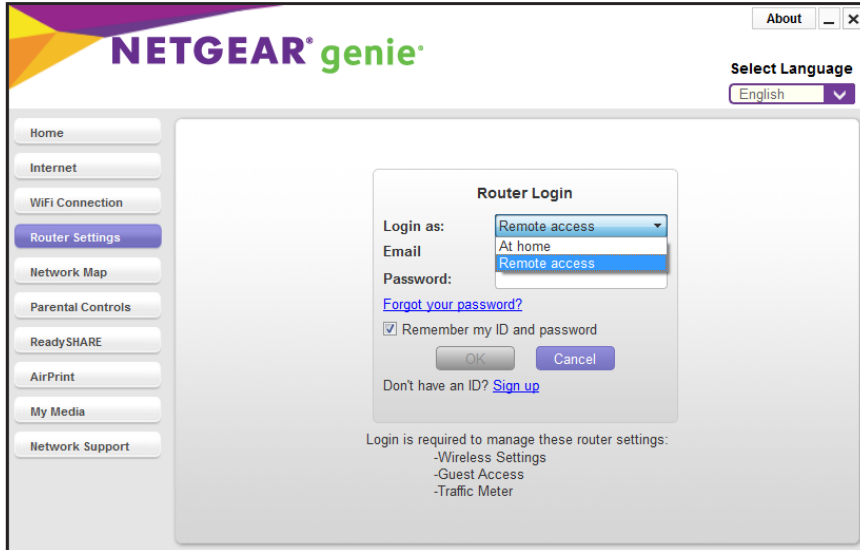 About
NETGEAR® genie®
Select Language
English
Home
Internet
WiFi Connection
Router Settings
Network Map
Parental Controls
ReadySHARE
AirPrint
My Media
Network Support
Router Login
Login as: Remote access
At home
Email Remote access
Password:
Forgot your password?
Remember my ID and password
OK Cancel
Don't have an ID? Sign up
Login is required to manage these router settings:
-Wireless Settings
-Guest Access
-Traffic Meter